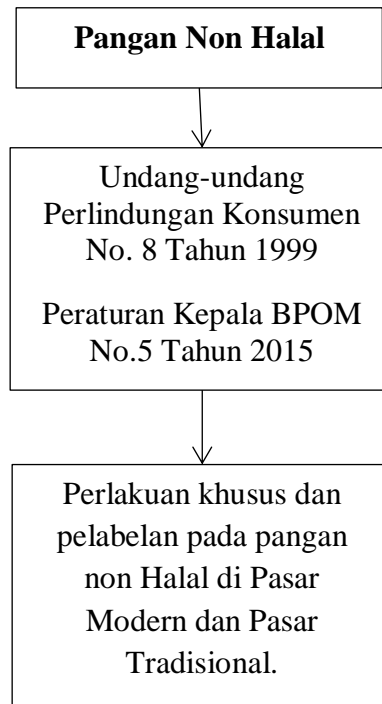 Pangan Non Halal
Undang-undang
Perlindungan Konsumen
No. 8 Tahun 1999
Peraturan Kepala BPOM
No.5 Tahun 2015
Perlakuan khusus dan
pelabelan pada pangan
non Halal di Pasar
Modern dan Pasar
Tradisional.